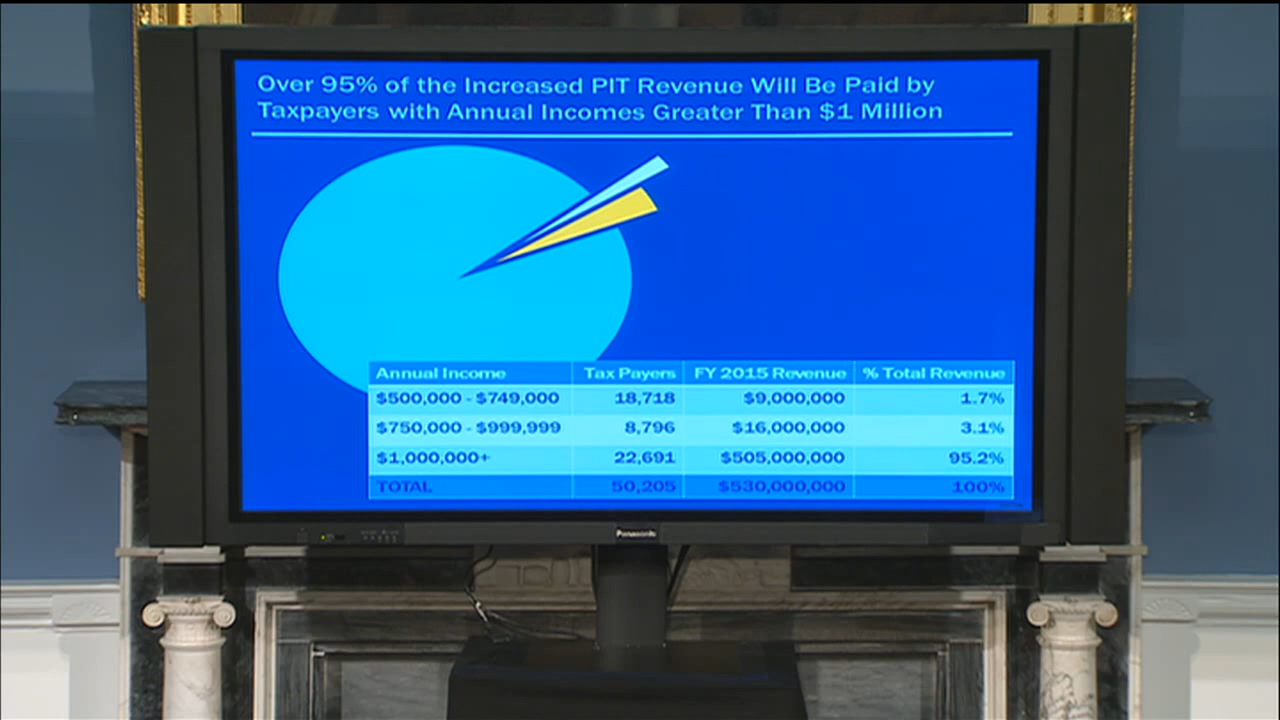 Over 95% of the Increased PIT Revenue Will Be Paid by
Taxpayers with Annual Incomes Greater Than $1 Million
Annual Income Tax Payers FY 2015 Revenue % Total Revenue
$500,000 - $749,000 18,718 $9,000,000 1.7%
$750,000 - $999,999 8,796 $16,000,000 3.1%
$1,000,000+ 22,691 $505,000,000 95.2%
TOTAL 50,205 $530,000,000 100%
Panasonic